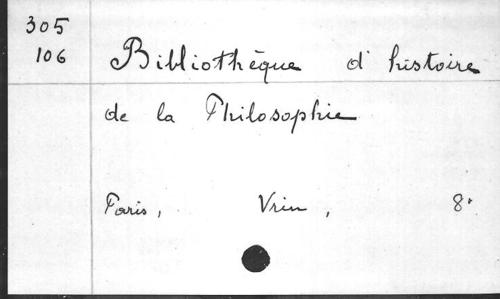 305
106
Bibliothèque d'histoire
de la Philosophie
Paris, Vrin, 8°